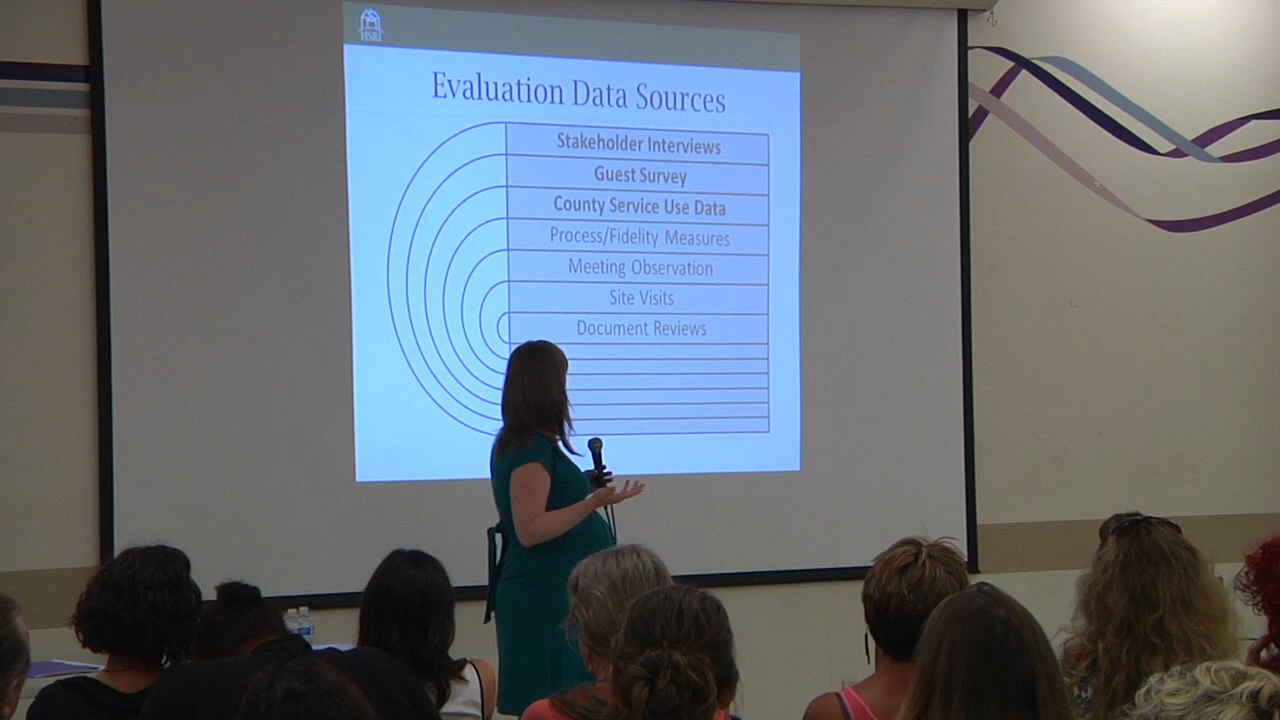 HSRI
Evaluation Data Sources
Stakeholder Interviews
Guest Survey
County Service Use Data
Process/Fidelity Measures
Meeting Observation
Site Visits
Document Reviews